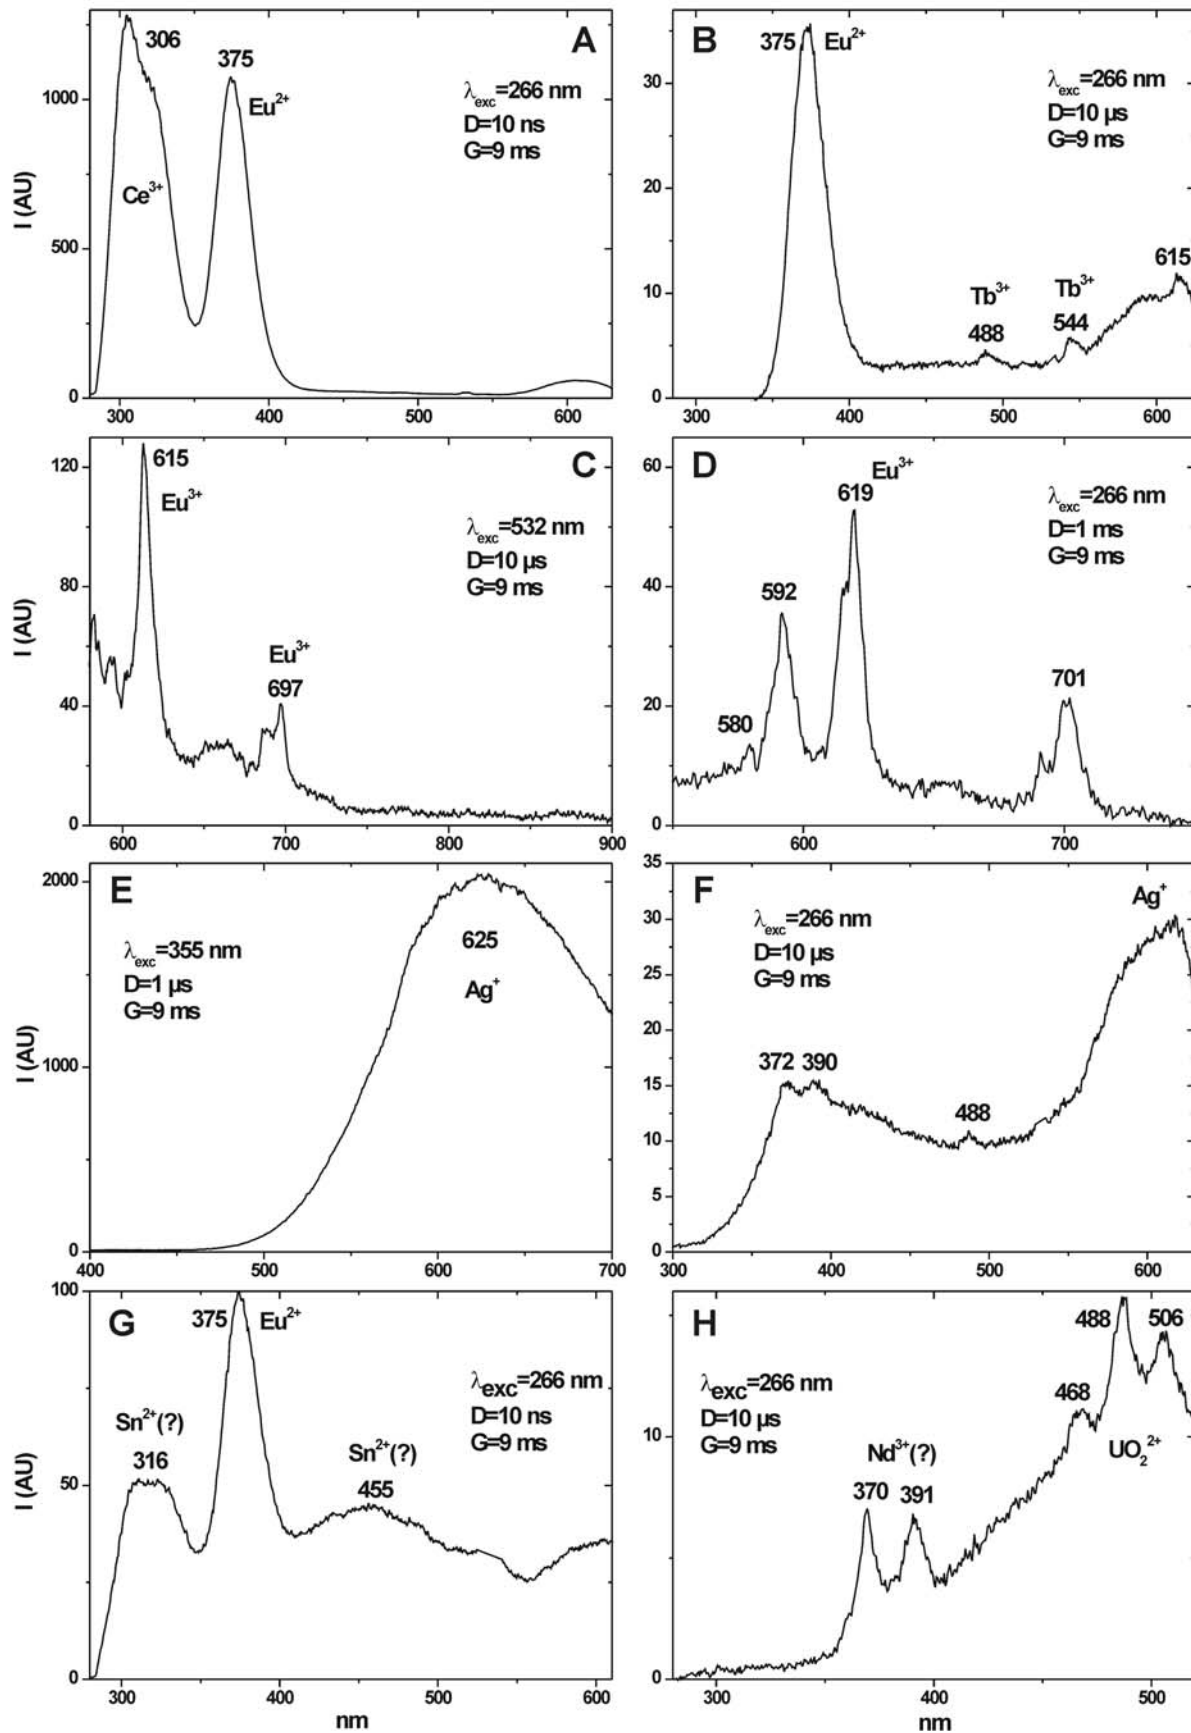 A
306
375
Eu²⁺
Ce³⁺
λexc=266 nm
D=10 ns
G=9 ms
1000
500
0
300
400
500
600
I (AU)
B
375
Eu²⁺
λexc=266 nm
D=10 µs
G=9 ms
Tb³⁺
488
Tb³⁺
544
615
30
20
10
0
300
400
500
600
C
615
Eu³⁺
λexc=532 nm
D=10 µs
G=9 ms
Eu³⁺
697
120
80
40
0
600
700
800
900
I (AU)
D
Eu³⁺
619
λexc=266 nm
D=1 ms
G=9 ms
592
580
701
60
40
20
0
600
700
E
λexc=355 nm
D=1 µs
G=9 ms
625
Ag⁺
2000
1000
0
400
500
600
700
I (AU)
F
Ag⁺
λexc=266 nm
D=10 µs
G=9 ms
372
390
488
35
30
25
20
15
10
5
0
300
400
500
600
G
375
Eu²⁺
λexc=266 nm
D=10 ns
G=9 ms
Sn²⁺(?)
316
Sn²⁺(?)
455
100
50
0
300
400
500
600
I (AU)
nm
H
488
506
468
λexc=266 nm
D=10 µs
G=9 ms
UO₂²⁺
Nd³⁺(?)
370
391
10
0
300
400
500
nm